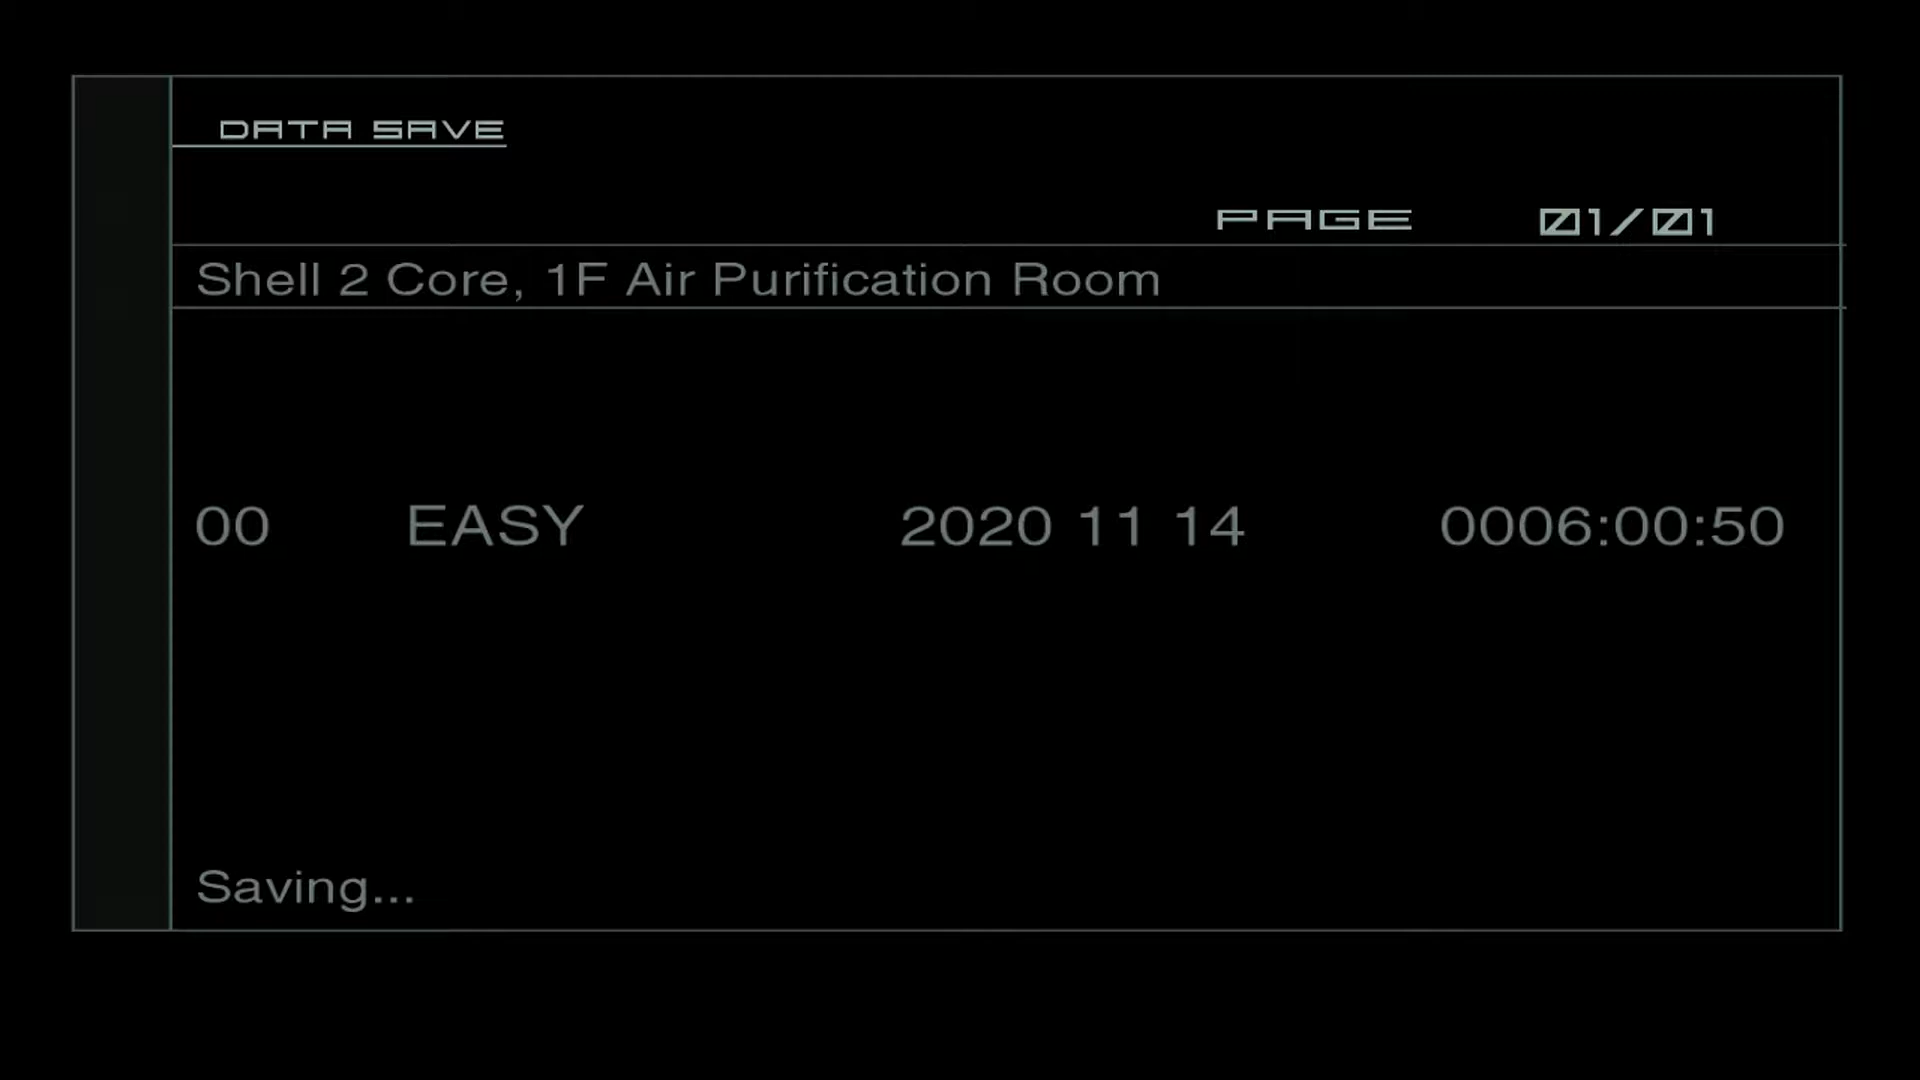 DATA SAVE
PAGE 01/01
Shell 2 Core, 1F Air Purification Room
00 EASY 2020 11 14 0006:00:50
Saving...